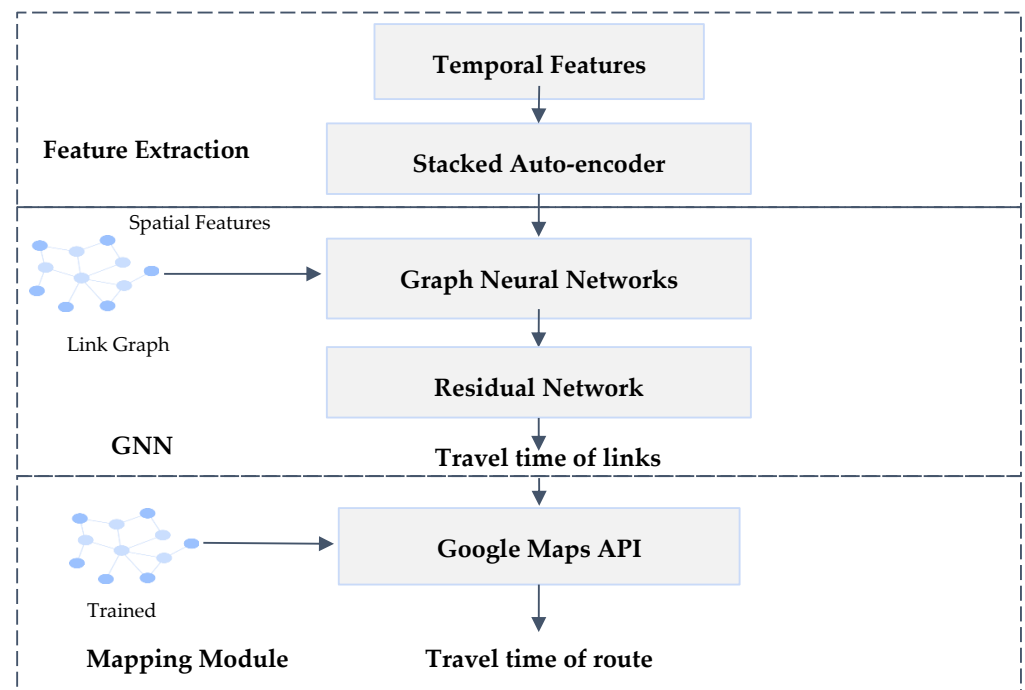 Temporal Features
Feature Extraction
Stacked Auto-encoder
Spatial Features
Graph Neural Networks
Link Graph
Residual Network
GNN
Travel time of links
Google Maps API
Trained
Mapping Module
Travel time of route